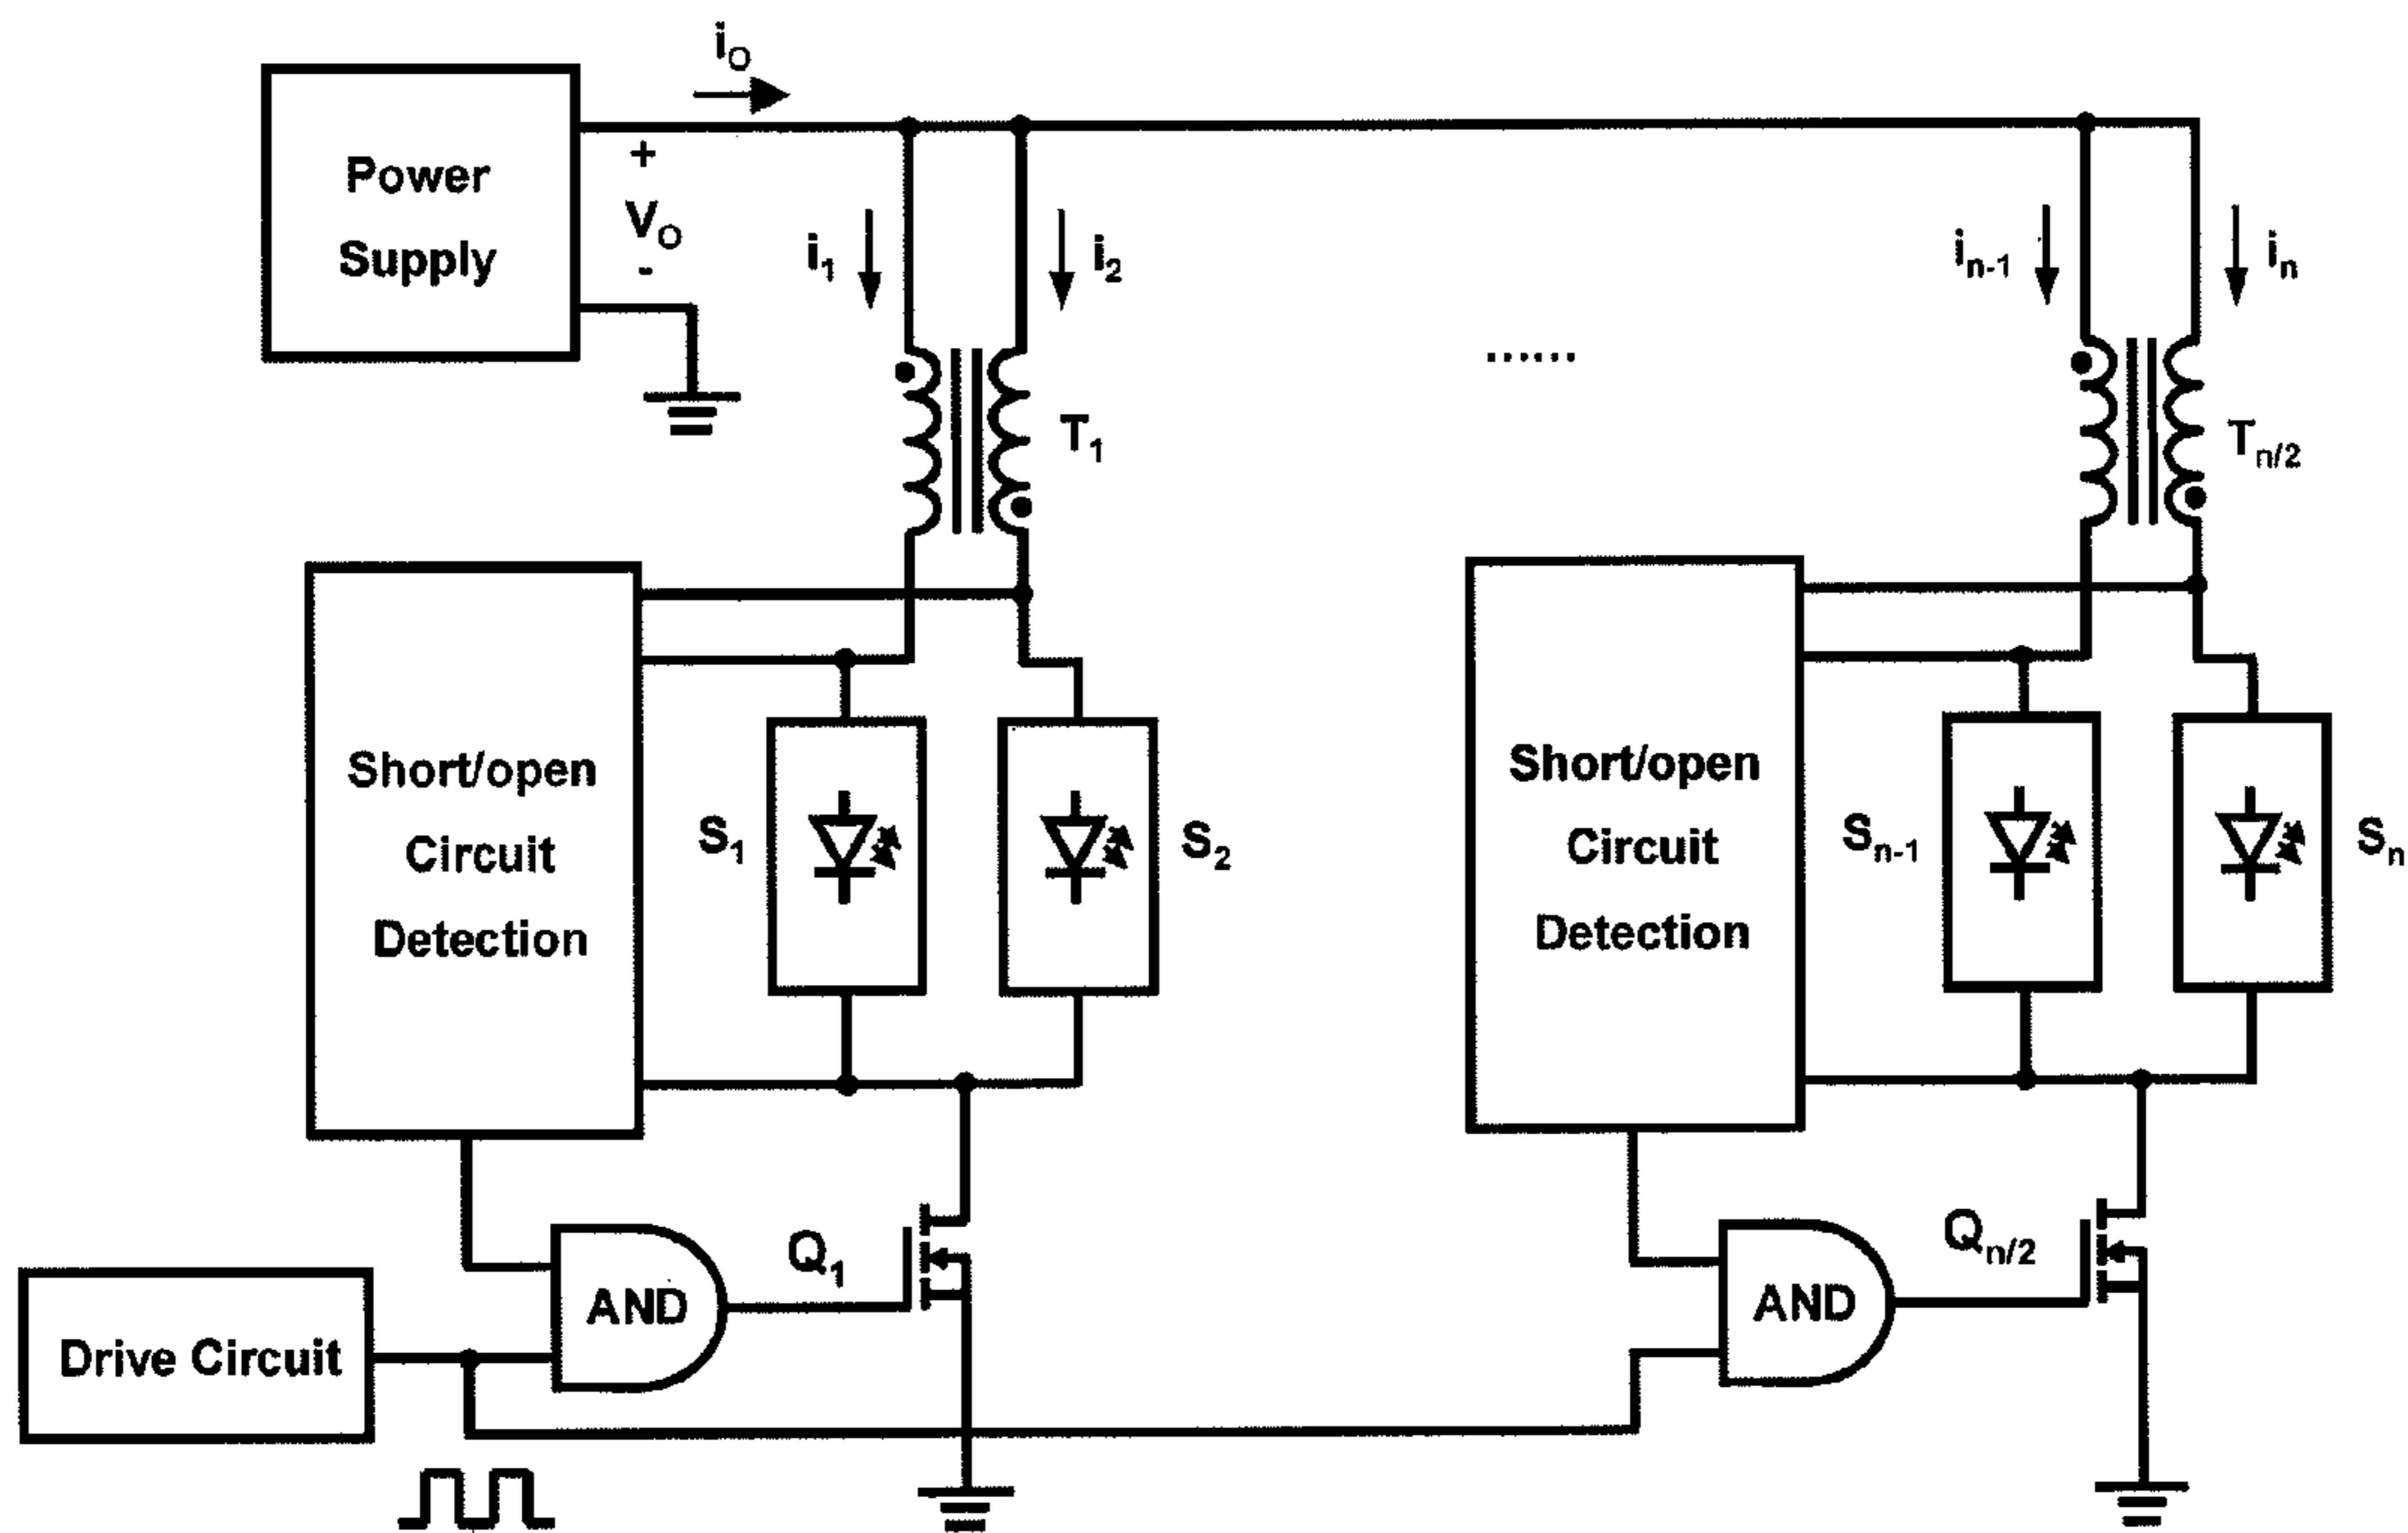 iO
Power
Supply
+
VO
-
i1
i2
in-1
in
......
T1
Tn/2
Short/open
Circuit
Detection
S1
S2
Short/open
Circuit
Detection
Sn-1
Sn
Q1
AND
Qn/2
AND
Drive Circuit